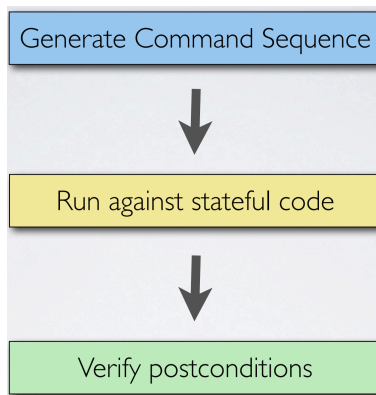 Generate Command Sequence
Run against stateful code
Verify postconditions